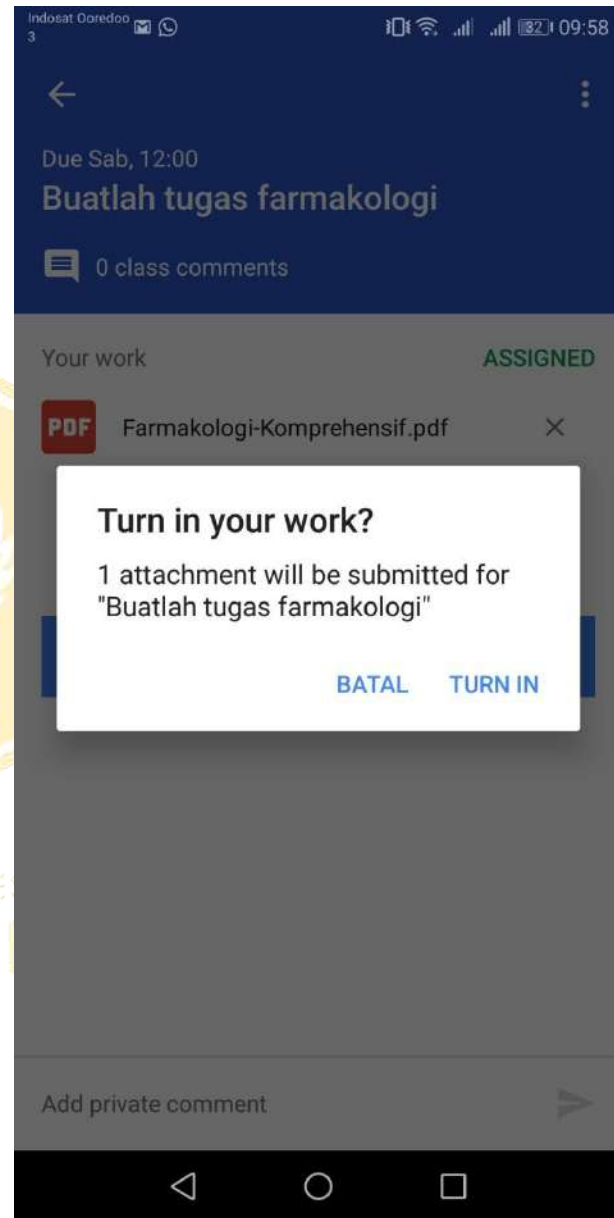 Indosat Ooredoo
3
32 09:58
Due Sab, 12:00
Buatlah tugas farmakologi
0 class comments
Your work ASSIGNED
PDF Farmakologi-Komprehensif.pdf
Turn in your work?
1 attachment will be submitted for
"Buatlah tugas farmakologi"
BATAL TURN IN
Add private comment